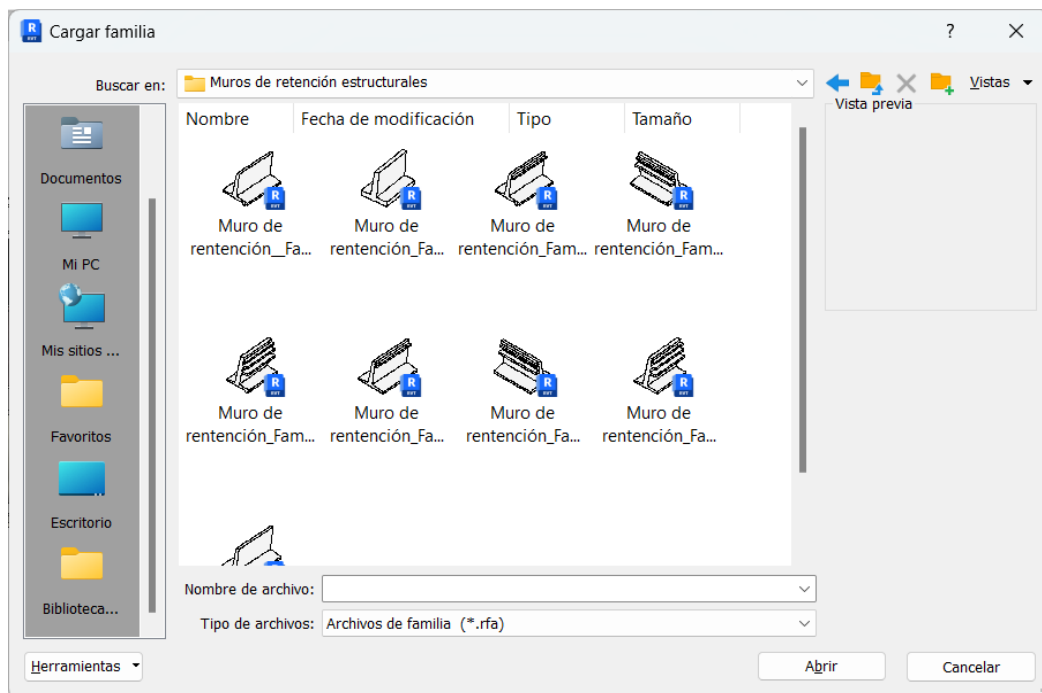 Cargar familia
Buscar en: Muros de retención estructurales Vistas
Vista previa
Nombre Fecha de modificación Tipo Tamaño
Documentos
Mi PC
Mis sitios ...
Favoritos
Escritorio
Biblioteca...
Muro de Muro de Muro de Muro de
rentención__Fa... rentención_Fa... rentención_Fam... rentención_Fam...
Muro de Muro de Muro de Muro de
rentención_Fam... rentención_Fa... rentención_Fa... rentención_Fa...
Nombre de archivo:
Tipo de archivos: Archivos de familia (*.rfa)
Herramientas Abrir Cancelar